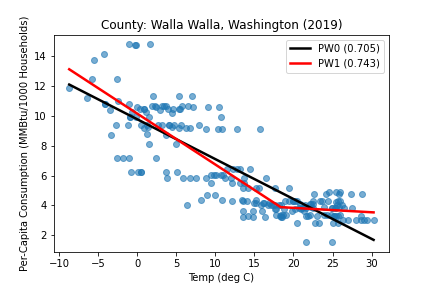 County: Walla Walla, Washington (2019)
Per-Capita Consumption (MMBtu/1000 Households)
14
12
10
8
6
4
2
PW0 (0.705)
PW1 (0.743)
−10 −5 0 5 10 15 20 25 30
Temp (deg C)